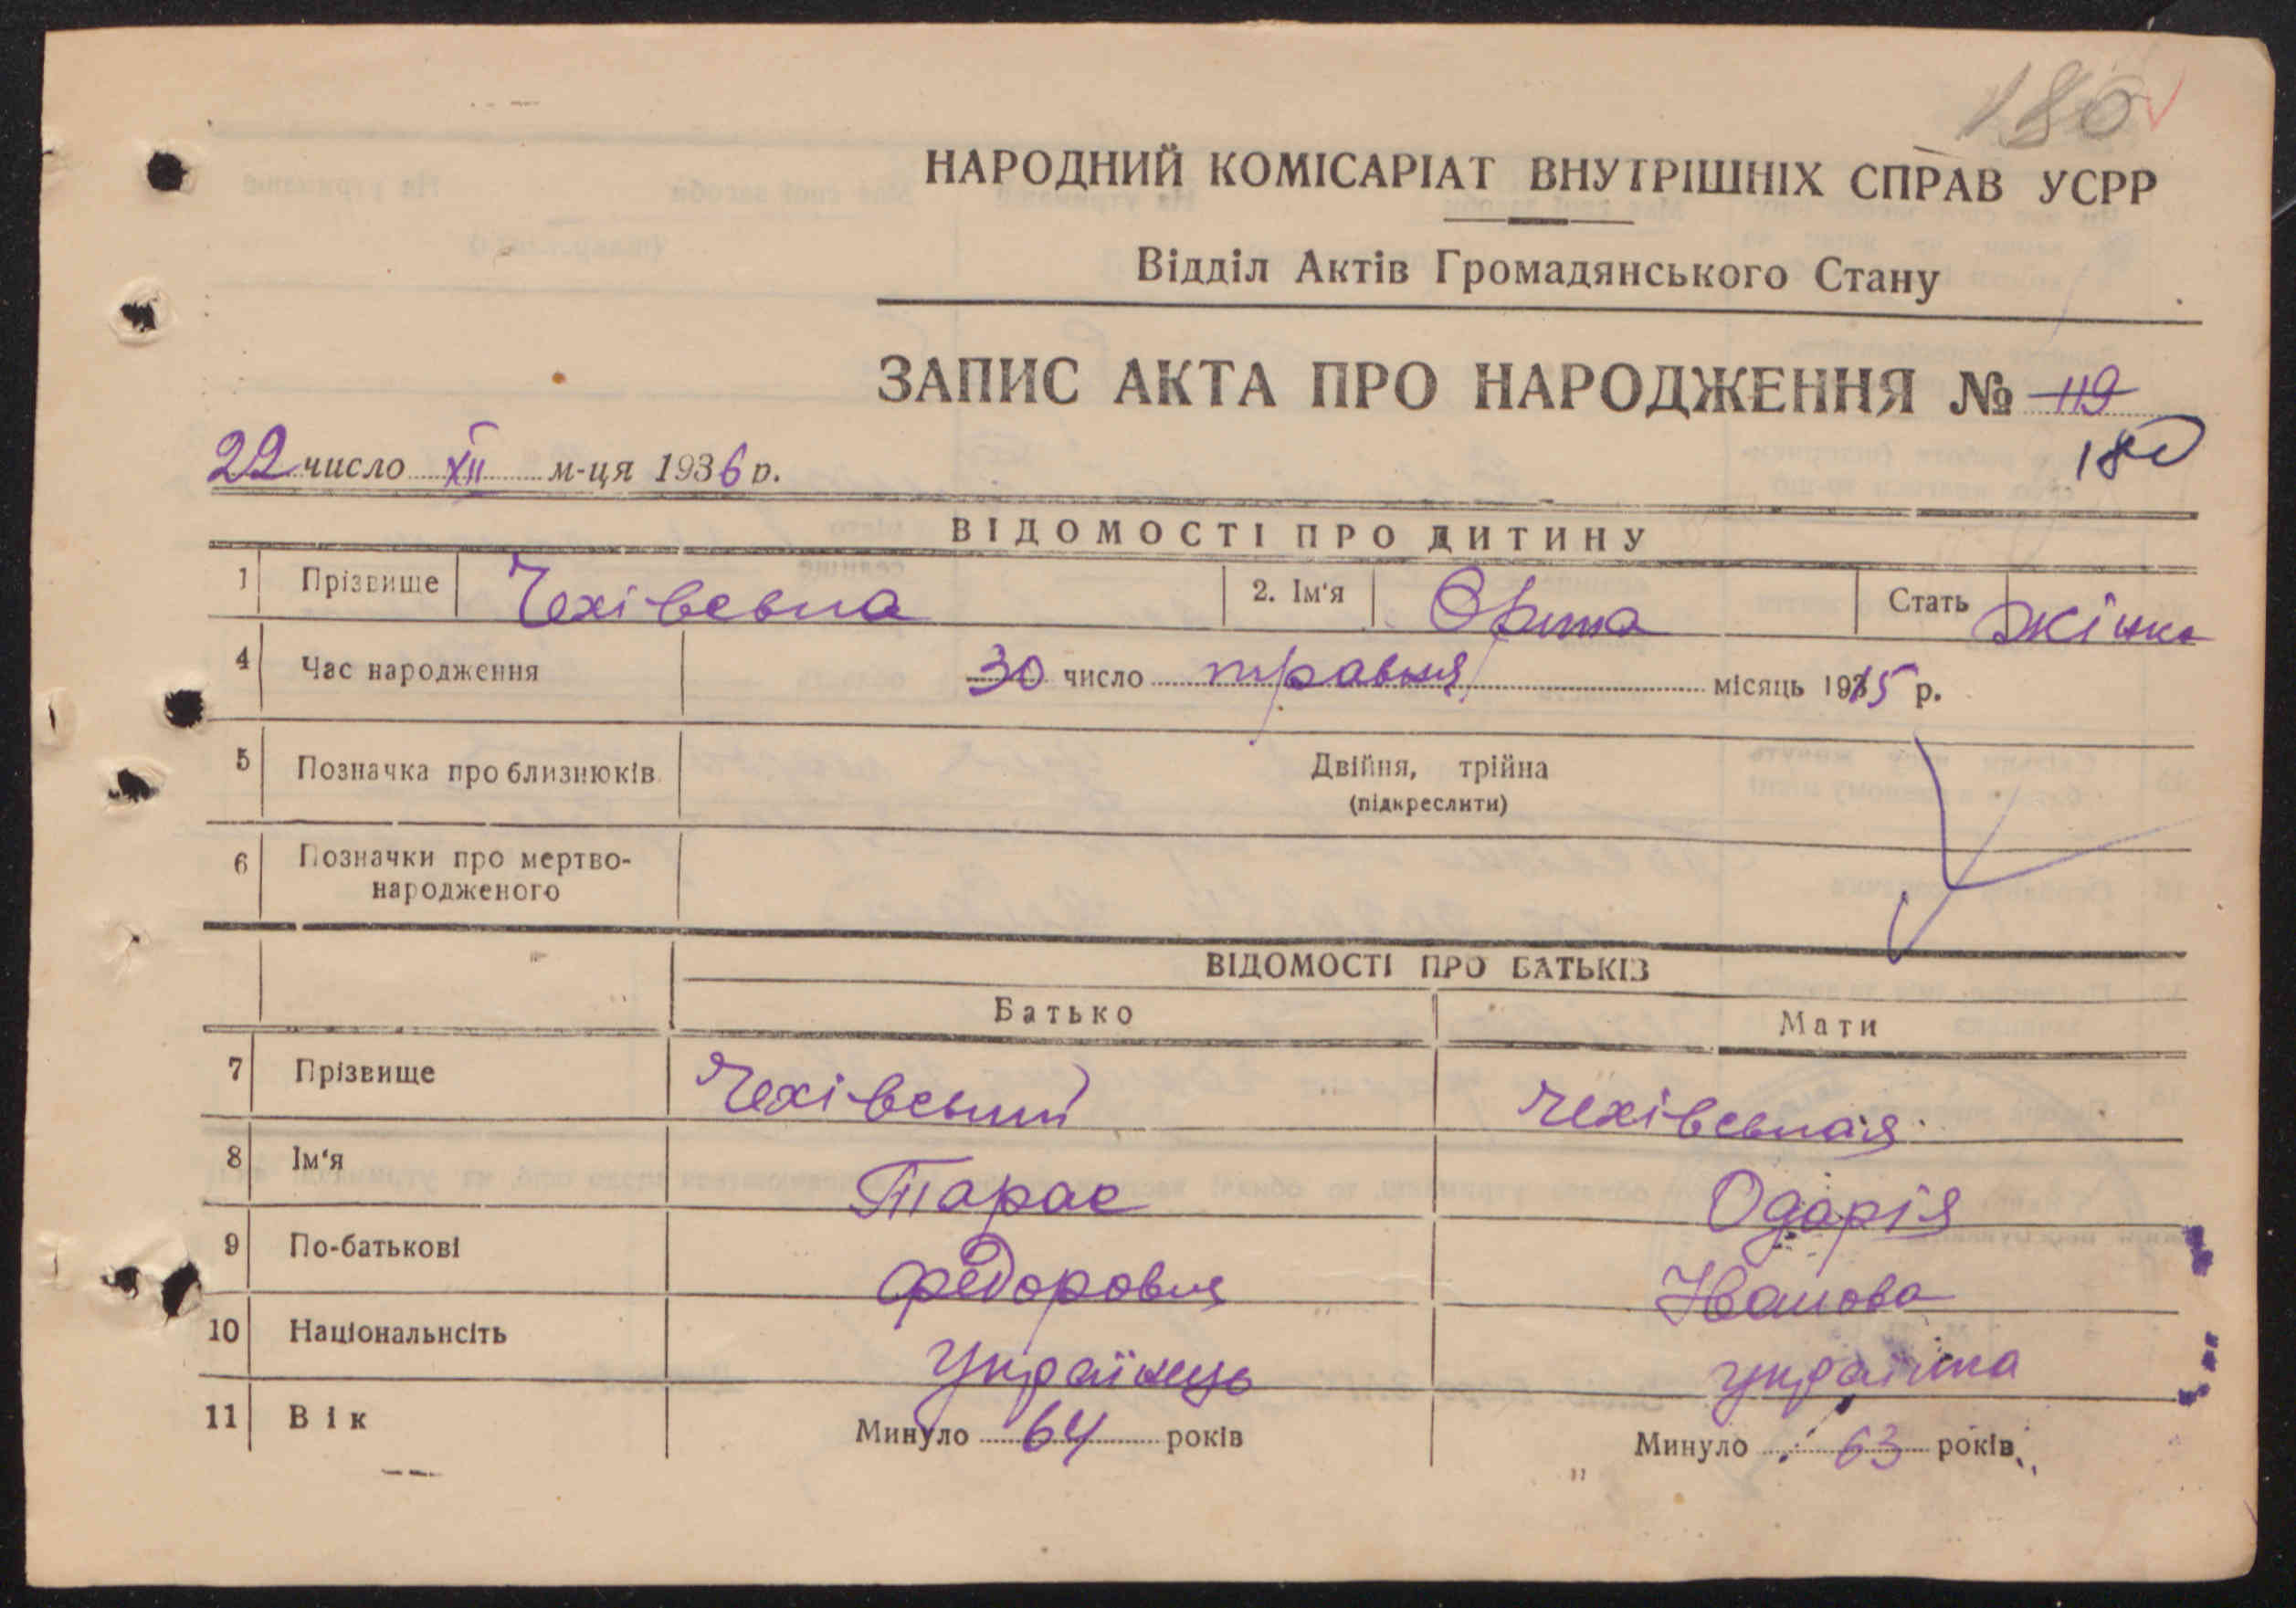 180
НАРОДНИЙ КОМІСАРІАТ ВНУТРІШНІХ СПРАВ УСРР
Відділ Актів Громадянського Стану
ЗАПИС АКТА ПРО НАРОДЖЕННЯ № 119
180
22 число XII м-ця 1936 р.
ВІДОМОСТІ ПРО ДИТИНУ
1 Прізвище Чехівська 2. Ім'я Орина Стать жінка
4 Час народження 30 число травня місяць 1915 р.
5 Позначка про близнюків Двійня, трійна
(підкреслити)
6 Позначки про мертво-
народженого
ВІДОМОСТІ ПРО БАТЬКІВ
Батько Мати
7 Прізвище Чехівський Чехівськая
8 Ім'я Тарас Одарія
9 По-батькові Федорович Іванова
10 Національнсіть Українець українка
11 Вік Минуло 64 років Минуло 63 років